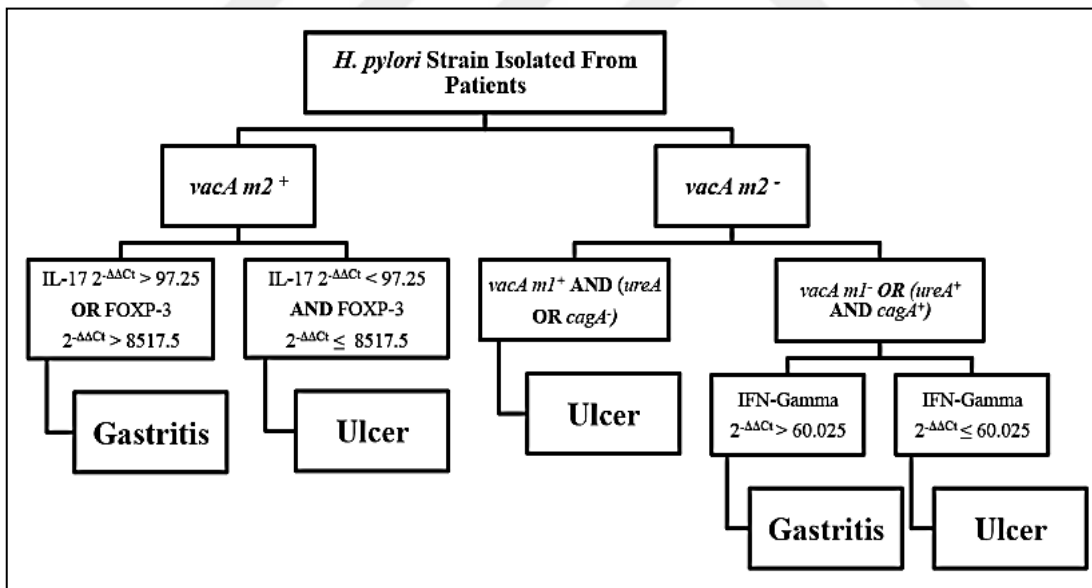 H. pylori Strain Isolated From
Patients
vacA m2 +
vacA m2 -
IL-17 2-ΔΔCt > 97.25
OR FOXP-3
2-ΔΔCt > 8517.5
IL-17 2-ΔΔCt < 97.25
AND FOXP-3
2-ΔΔCt ≤ 8517.5
vacA m1+ AND (ureA
OR cagA-)
vacA m1- OR (ureA+
AND cagA+)
Gastritis
Ulcer
Ulcer
IFN-Gamma
2-ΔΔCt > 60.025
IFN-Gamma
2-ΔΔCt ≤ 60.025
Gastritis
Ulcer